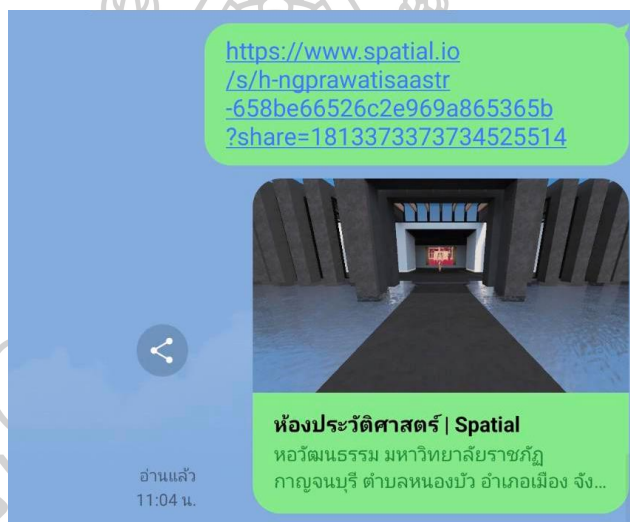 https://www.spatial.io
/s/h-ngprawatisaastr
-658be66526c2e969a865365b
?share=1813373373734525514
ห้องประวัติศาสตร์ | Spatial
หอวัฒนธรรม มหาวิทยาลัยราชภัฏ
กาญจนบุรี ตำบลหนองบัว อำเภอเมือง จัง...
อ่านแล้ว
11:04 น.